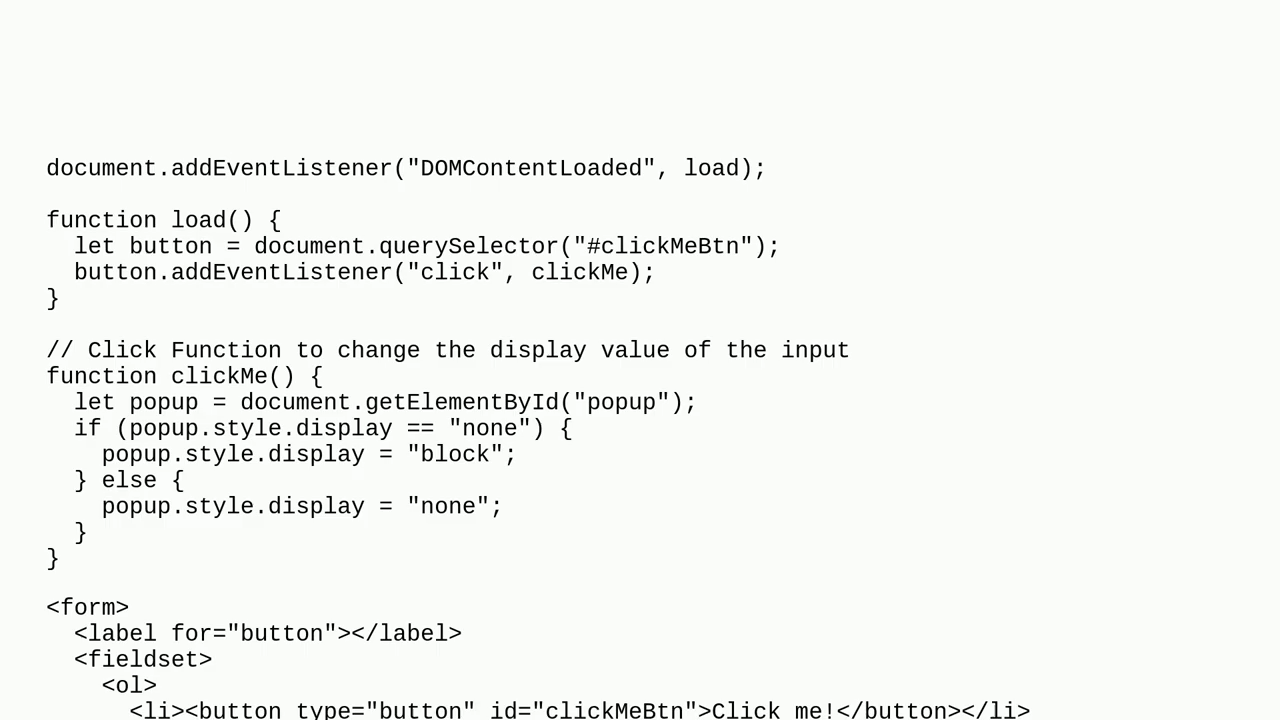 document.addEventListener("DOMContentLoaded", load);
function load() {
  let button = document.querySelector("#clickMeBtn");
  button.addEventListener("click", clickMe);
}
// Click Function to change the display value of the input
function clickMe() {
  let popup = document.getElementById("popup");
  if (popup.style.display == "none") {
    popup.style.display = "block";
  } else {
    popup.style.display = "none";
  }
}
<form>
  <label for="button"></label>
  <fieldset>
    <ol>
      <li><button type="button" id="clickMeBtn">Click me!</button></li>